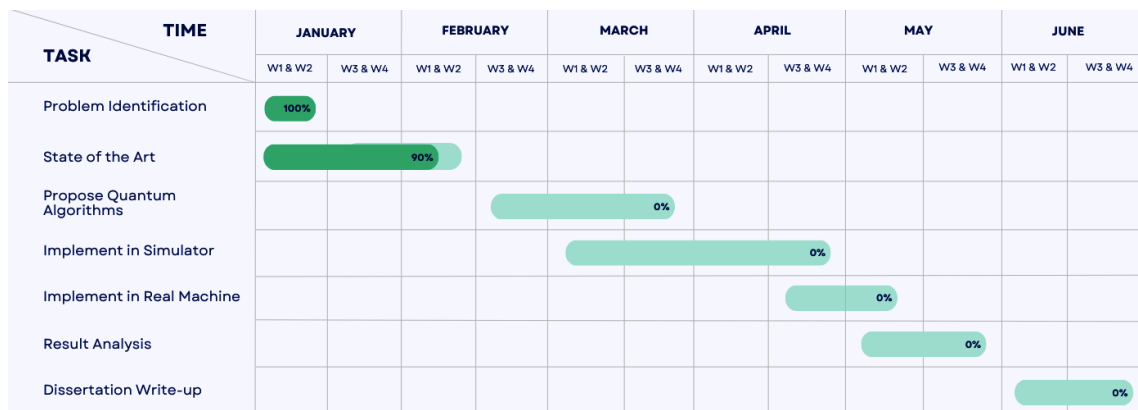 TIME
TASK
JANUARY FEBRUARY MARCH APRIL MAY JUNE
W1 & W2 W3 & W4 W1 & W2 W3 & W4 W1 & W2 W3 & W4 W1 & W2 W3 & W4 W1 & W2 W3 & W4 W1 & W2 W3 & W4
Problem Identification 100%
State of the Art 90%
Propose Quantum
Algorithms 0%
Implement in Simulator 0%
Implement in Real Machine 0%
Result Analysis 0%
Dissertation Write-up 0%